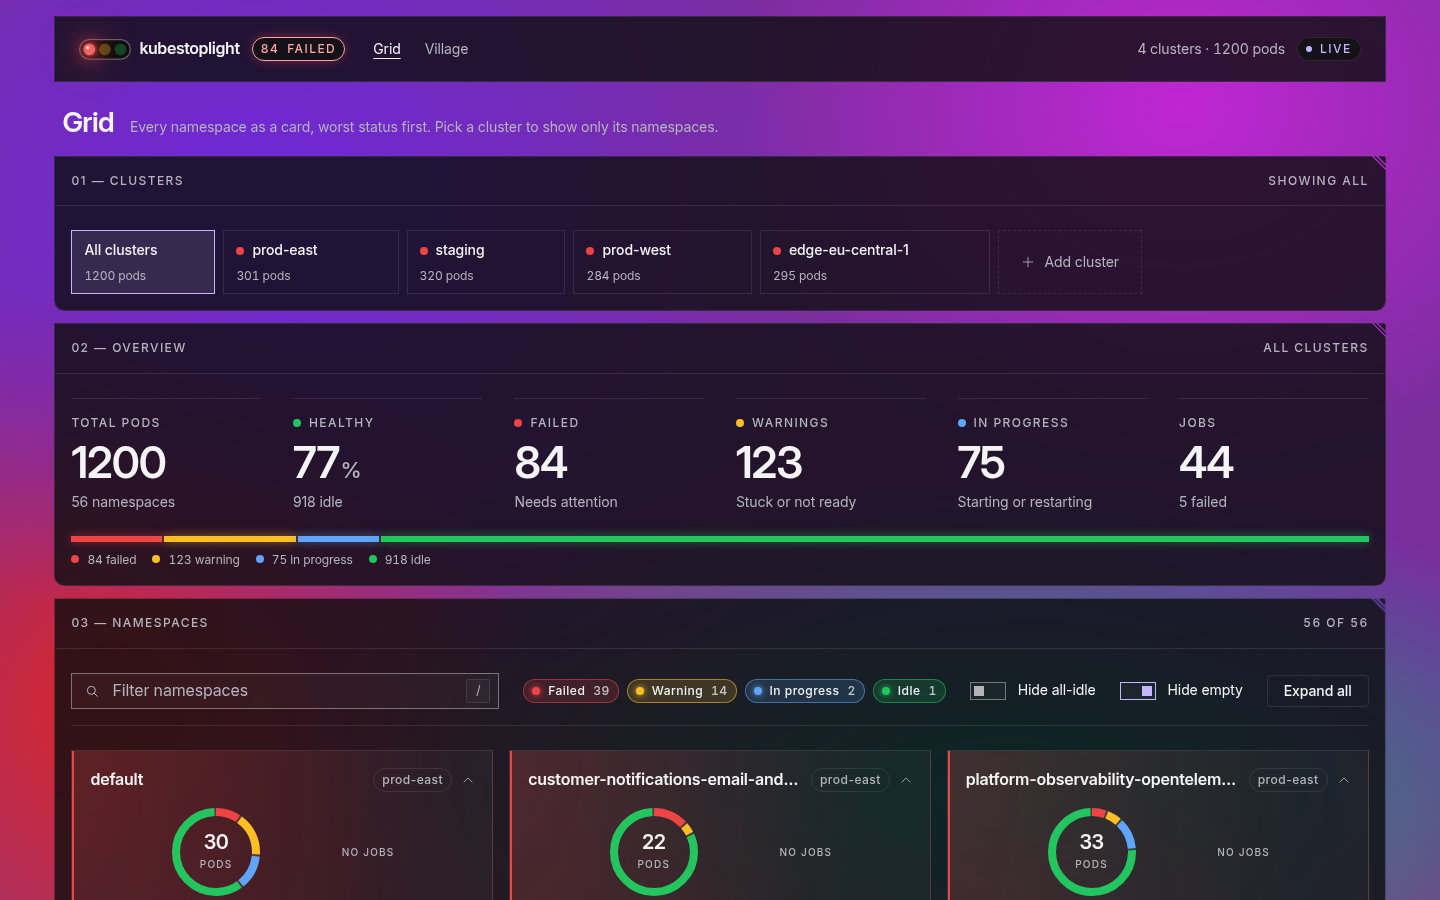 kubestoplight 84 FAILED Grid Village 4 clusters · 1200 pods LIVE
Grid Every namespace as a card, worst status first. Pick a cluster to show only its namespaces.
01 — CLUSTERS SHOWING ALL
All clusters prod-east staging prod-west edge-eu-central-1 + Add cluster
1200 pods 301 pods 320 pods 284 pods 295 pods
02 — OVERVIEW ALL CLUSTERS
TOTAL PODS HEALTHY FAILED WARNINGS IN PROGRESS JOBS
1200 77% 84 123 75 44
56 namespaces 918 idle Needs attention Stuck or not ready Starting or restarting 5 failed
84 failed 123 warning 75 in progress 918 idle
03 — NAMESPACES 56 OF 56
Filter namespaces / Failed 39 Warning 14 In progress 2 Idle 1 Hide all-idle Hide empty Expand all
default prod-east customer-notifications-email-and... prod-east platform-observability-opentelem... prod-east
30 PODS NO JOBS 22 PODS NO JOBS 33 PODS NO JOBS